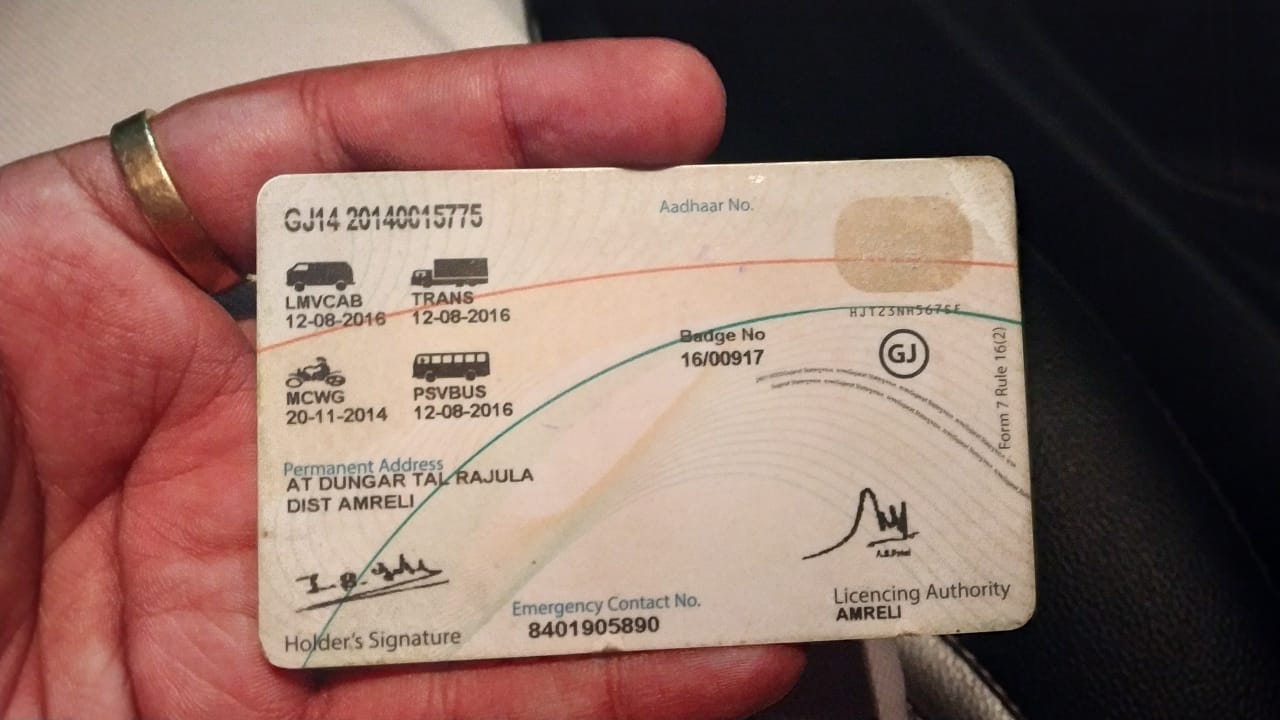 GJ14 20140015775
Aadhaar No.
LMVCAB
12-08-2016
TRANS
12-08-2016
HJT23NH567SF
Badge No
16/00917
GJ
MCWG
20-11-2014
PSVBUS
12-08-2016
Form 7 Rule 16(2)
Permanent Address
AT DUNGAR TAL RAJULA
DIST AMRELI
Holder's Signature
Emergency Contact No.
8401905890
A.B.Patel
Licencing Authority
AMRELI